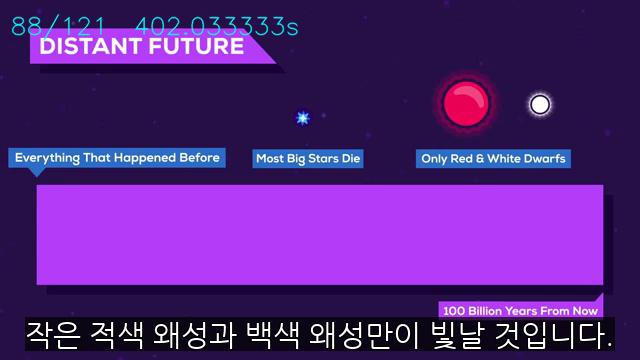 88/121 402.033333s
DISTANT FUTURE
Everything That Happened Before
Most Big Stars Die
Only Red & White Dwarfs
100 Billion Years From Now
작은 적색 왜성과 백색 왜성만이 빛날 것입니다.